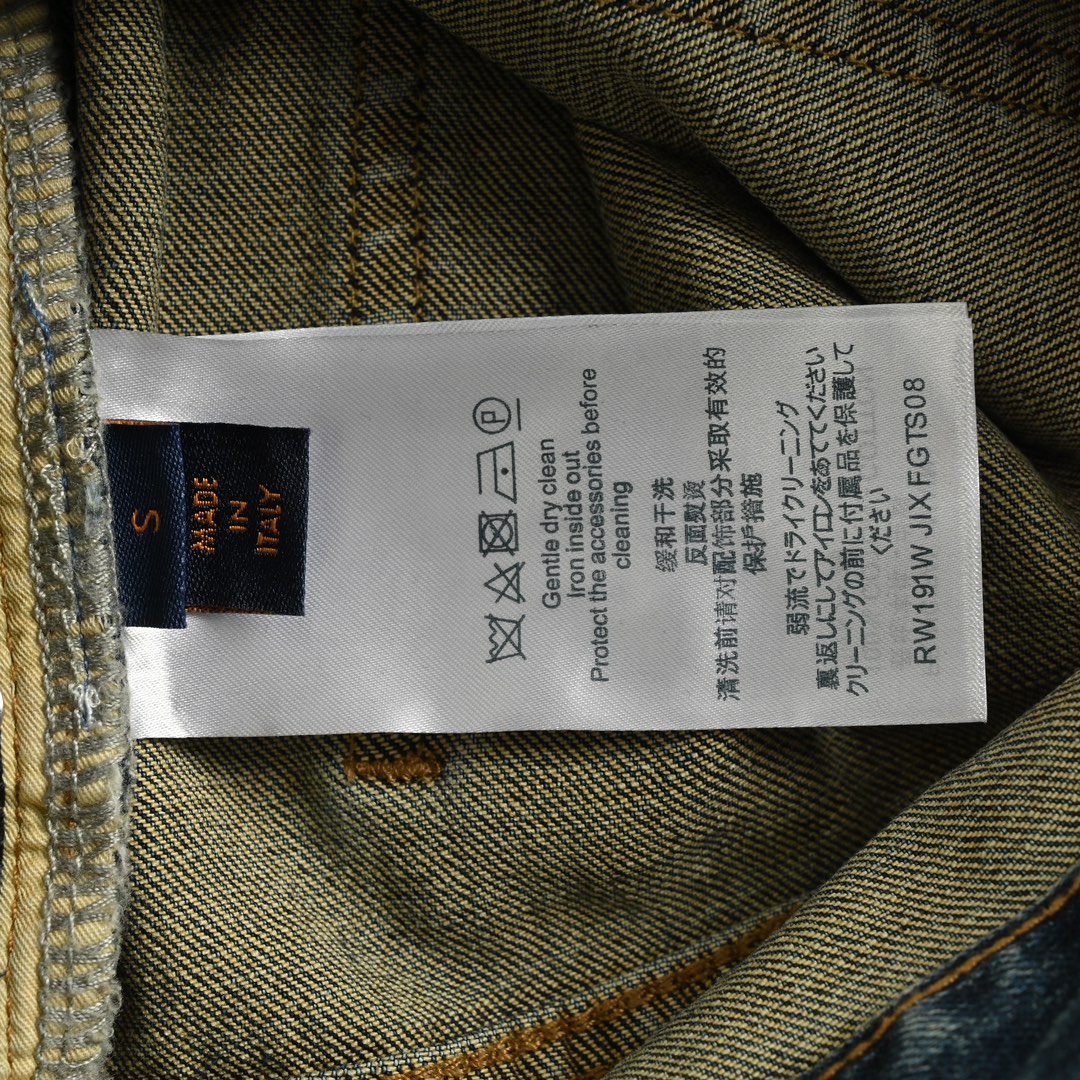 S
MADE
IN
ITALY
P
Gentle dry clean
Iron inside out
Protect the accessories before
cleaning
缓和干洗
反面熨烫
清洗前请对配饰部分采取有效的
保护措施
弱流でドライクリーニング
裏返しにしてアイロンをあててください
クリーニングの前に付属品を保護して
ください
RW191W JIX FGTS08